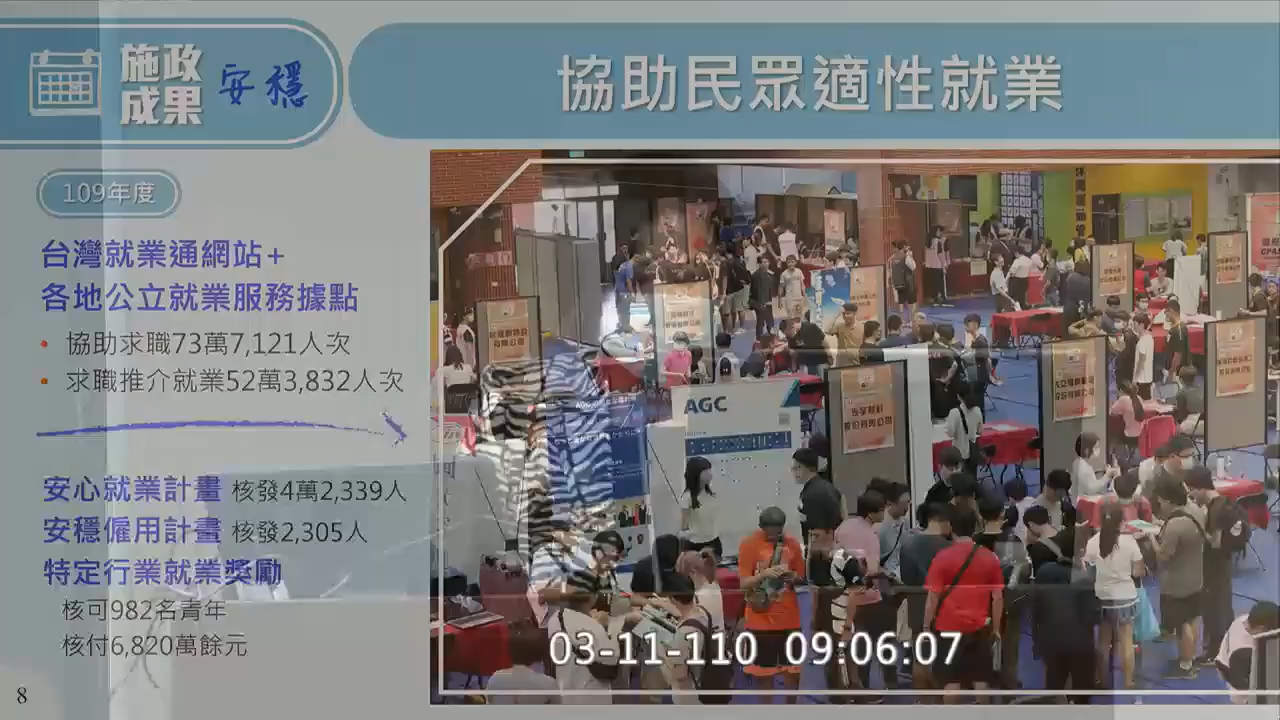 施政
成果
安穩
協助民眾適性就業
109年度
台灣就業通網站+
各地公立就業服務據點
• 協助求職73萬7,121人次
• 求職推介就業52萬3,832人次
安心就業計畫 核發4萬2,339人
安穩僱用計畫 核發2,305人
特定行業就業獎勵
核可982名青年
核付6,820萬餘元
AGC
03-11-110 09:06:07
8